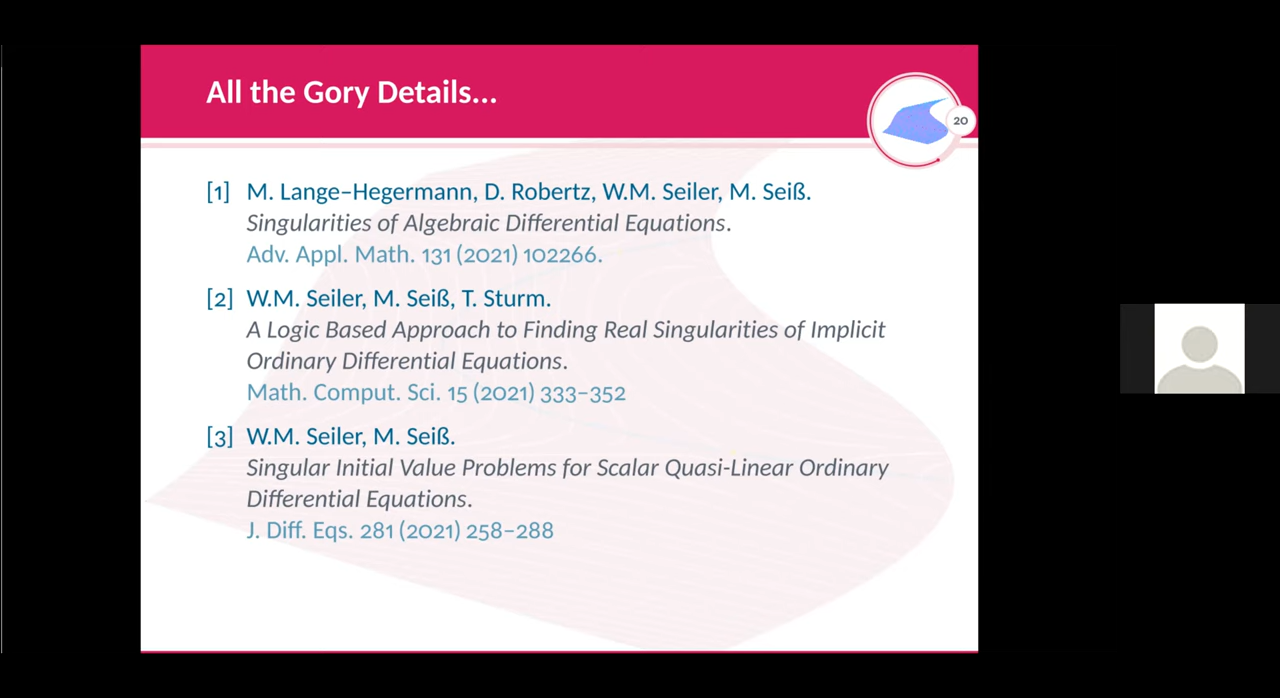 All the Gory Details...
20
[1] M. Lange–Hegermann, D. Robertz, W.M. Seiler, M. Seiß.
Singularities of Algebraic Differential Equations.
Adv. Appl. Math. 131 (2021) 102266.
[2] W.M. Seiler, M. Seiß, T. Sturm.
A Logic Based Approach to Finding Real Singularities of Implicit
Ordinary Differential Equations.
Math. Comput. Sci. 15 (2021) 333–352
[3] W.M. Seiler, M. Seiß.
Singular Initial Value Problems for Scalar Quasi-Linear Ordinary
Differential Equations.
J. Diff. Eqs. 281 (2021) 258–288